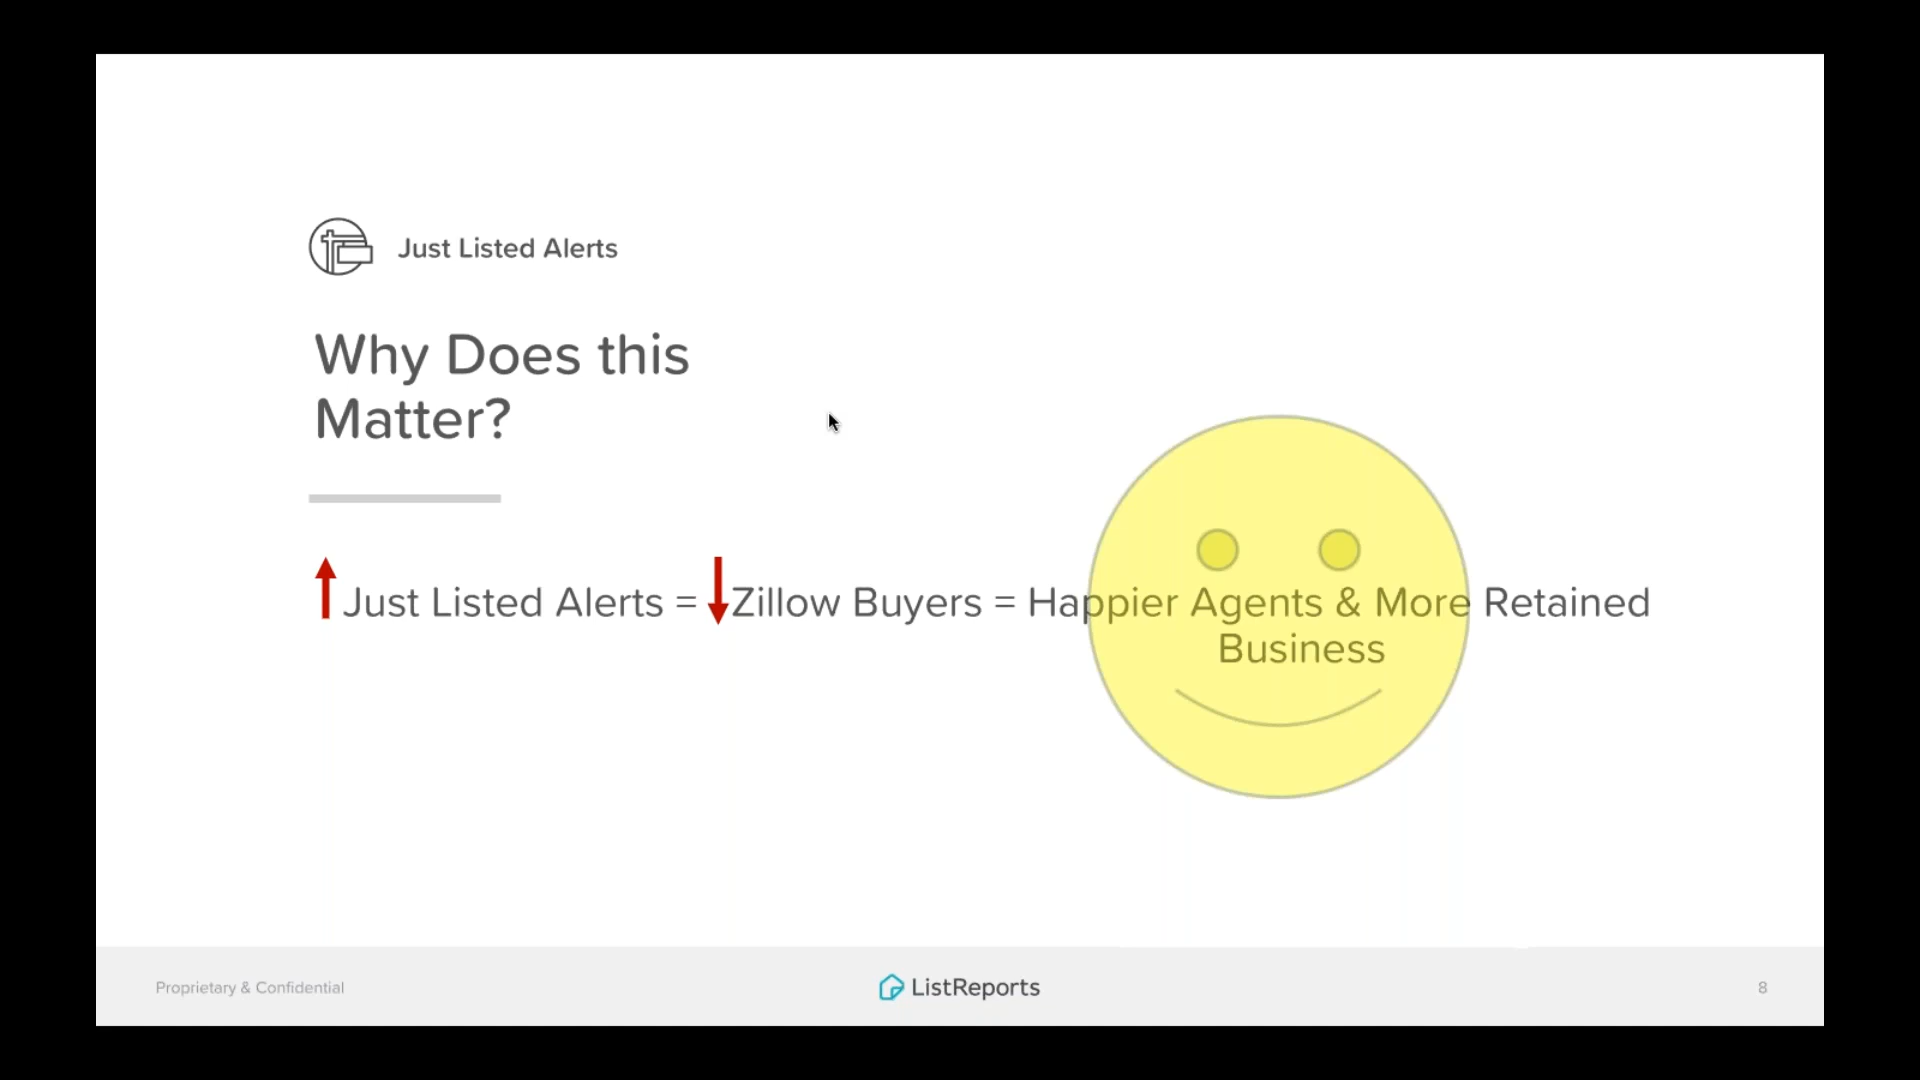 Just Listed Alerts
Why Does this
Matter?
Just Listed Alerts = Zillow Buyers = Happier Agents & More Retained
Business
Proprietary & Confidential
ListReports
8